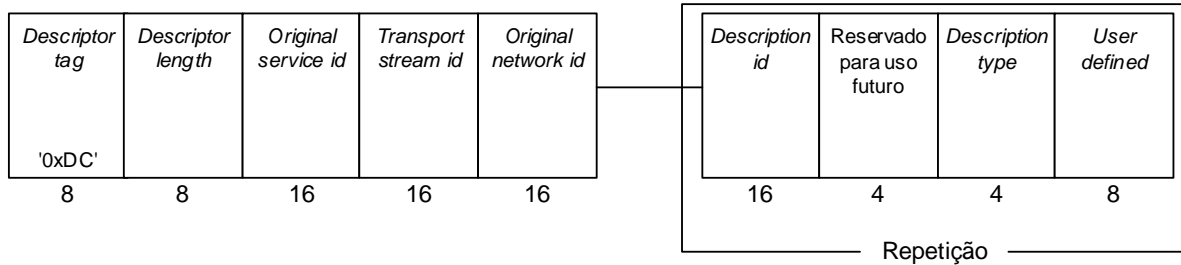 Descriptor
tag
'0xDC'
8
Descriptor
length
8
Original
service id
16
Transport
stream id
16
Original
network id
16
Description
id
16
Reservado
para uso
futuro
4
Description
type
4
User
defined
8
Repetição